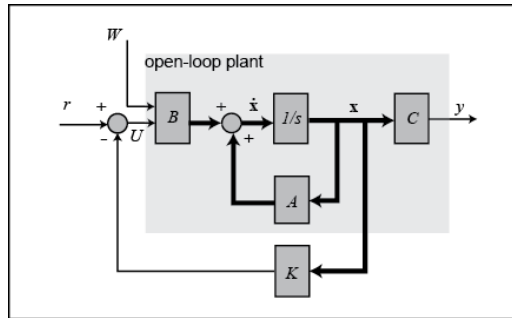 W
open-loop plant
r
+
-
U
B
+
+
ẋ
1/s
x
C
y
A
K